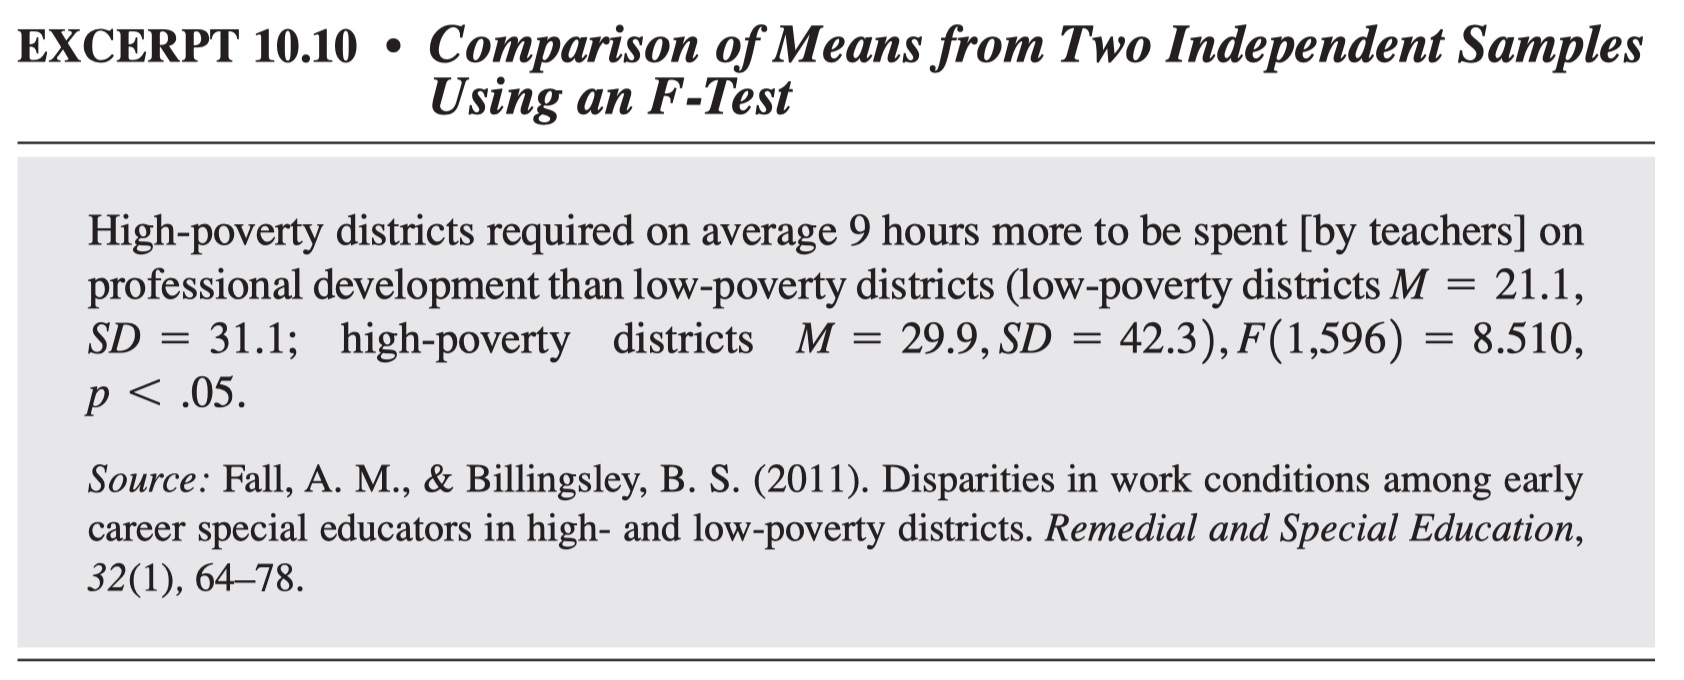 EXCERPT 10.10 • Comparison of Means from Two Independent Samples
Using an F-Test
High-poverty districts required on average 9 hours more to be spent [by teachers] on
professional development than low-poverty districts (low-poverty districts M = 21.1,
SD = 31.1; high-poverty districts M = 29.9, SD = 42.3), F(1,596) = 8.510,
p < .05.
Source: Fall, A. M., & Billingsley, B. S. (2011). Disparities in work conditions among early
career special educators in high- and low-poverty districts. Remedial and Special Education,
32(1), 64–78.